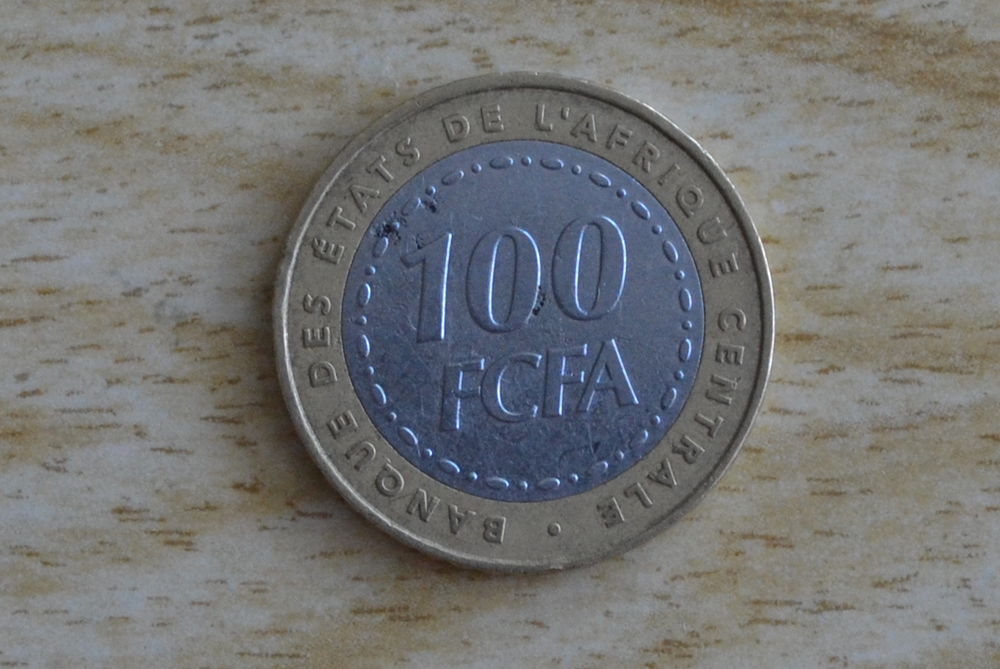 BANQUE DES ÉTATS DE L'AFRIQUE CENTRALE •
100
FCFA